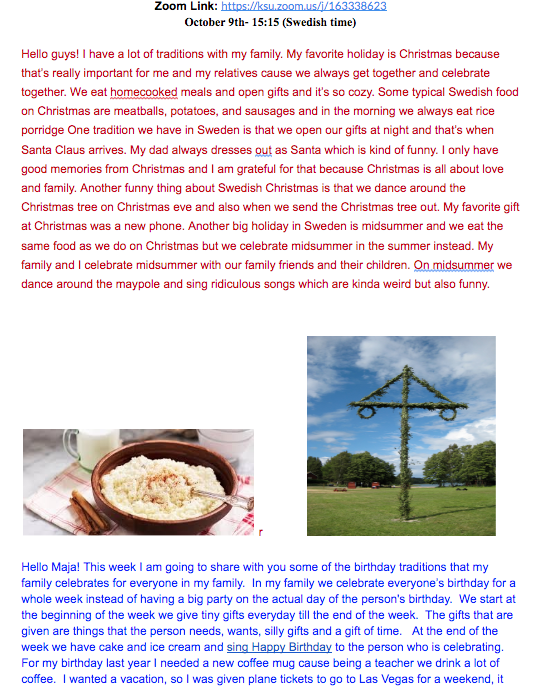 Zoom Link: https://ksu.zoom.us/j/163338623
October 9th- 15:15 (Swedish time)
Hello guys! I have a lot of traditions with my family. My favorite holiday is Christmas because
that's really important for me and my relatives cause we always get together and celebrate
together. We eat homecooked meals and open gifts and it's so cozy. Some typical Swedish food
on Christmas are meatballs, potatoes, and sausages and in the morning we always eat rice
porridge One tradition we have in Sweden is that we open our gifts at night and that's when
Santa Claus arrives. My dad always dresses out as Santa which is kind of funny. I only have
good memories from Christmas and I am grateful for that because Christmas is all about love
and family. Another funny thing about Swedish Christmas is that we dance around the
Christmas tree on Christmas eve and also when we send the Christmas tree out. My favorite gift
at Christmas was a new phone. Another big holiday in Sweden is midsummer and we eat the
same food as we do on Christmas but we celebrate midsummer in the summer instead. My
family and I celebrate midsummer with our family friends and their children. On midsummer we
dance around the maypole and sing ridiculous songs which are kinda weird but also funny.
r
Hello Maja! This week I am going to share with you some of the birthday traditions that my
family celebrates for everyone in my family. In my family we celebrate everyone's birthday for a
whole week instead of having a big party on the actual day of the person's birthday. We start at
the beginning of the week we give tiny gifts everyday till the end of the week. The gifts that are
given are things that the person needs, wants, silly gifts and a gift of time. At the end of the
week we have cake and ice cream and sing Happy Birthday to the person who is celebrating.
For my birthday last year I needed a new coffee mug cause being a teacher we drink a lot of
coffee. I wanted a vacation, so I was given plane tickets to go to Las Vegas for a weekend, it